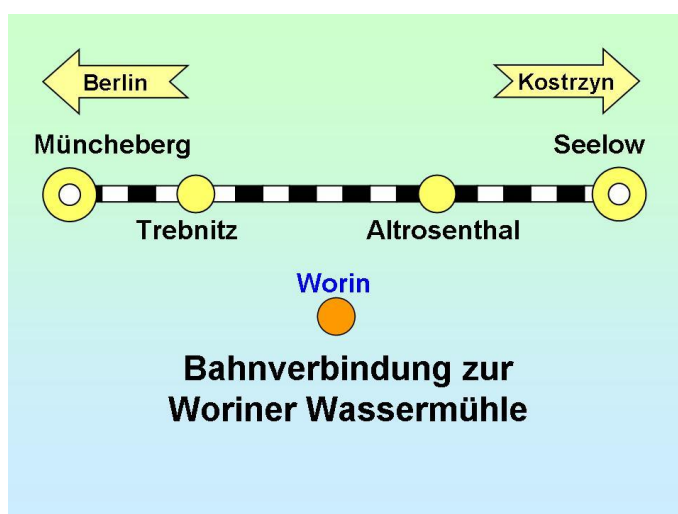 Berlin Kostrzyn
Müncheberg Seelow
Trebnitz Altrosenthal
Worin
Bahnverbindung zur
Woriner Wassermühle